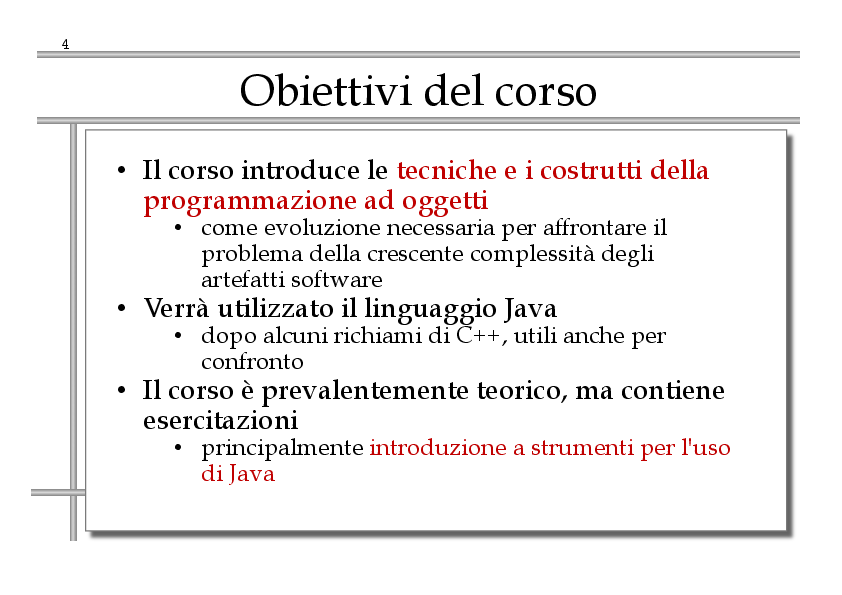 4
Obiettivi del corso
• Il corso introduce le tecniche e i costrutti della
programmazione ad oggetti
• come evoluzione necessaria per affrontare il
problema della crescente complessità degli
artefatti software
• Verrà utilizzato il linguaggio Java
• dopo alcuni richiami di C++, utili anche per
confronto
• Il corso è prevalentemente teorico, ma contiene
esercitazioni
• principalmente introduzione a strumenti per l'uso
di Java